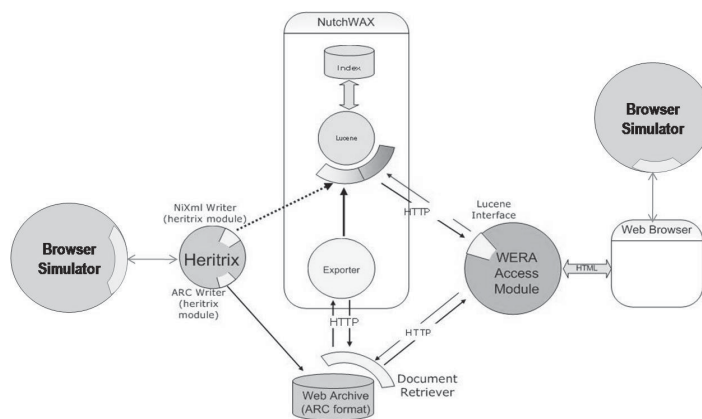 NutchWAX
Index
Lucene
NiXml Writer
(heritrix module)
HTTP
Lucene
Interface
Browser
Simulator
Browser
Simulator
Heritrix
ARC Writer
(heritrix
module)
Exporter
WERA
Access
Module
HTML
Web Browser
HTTP
HTTP
Document
Retriever
Web Archive
(ARC format)